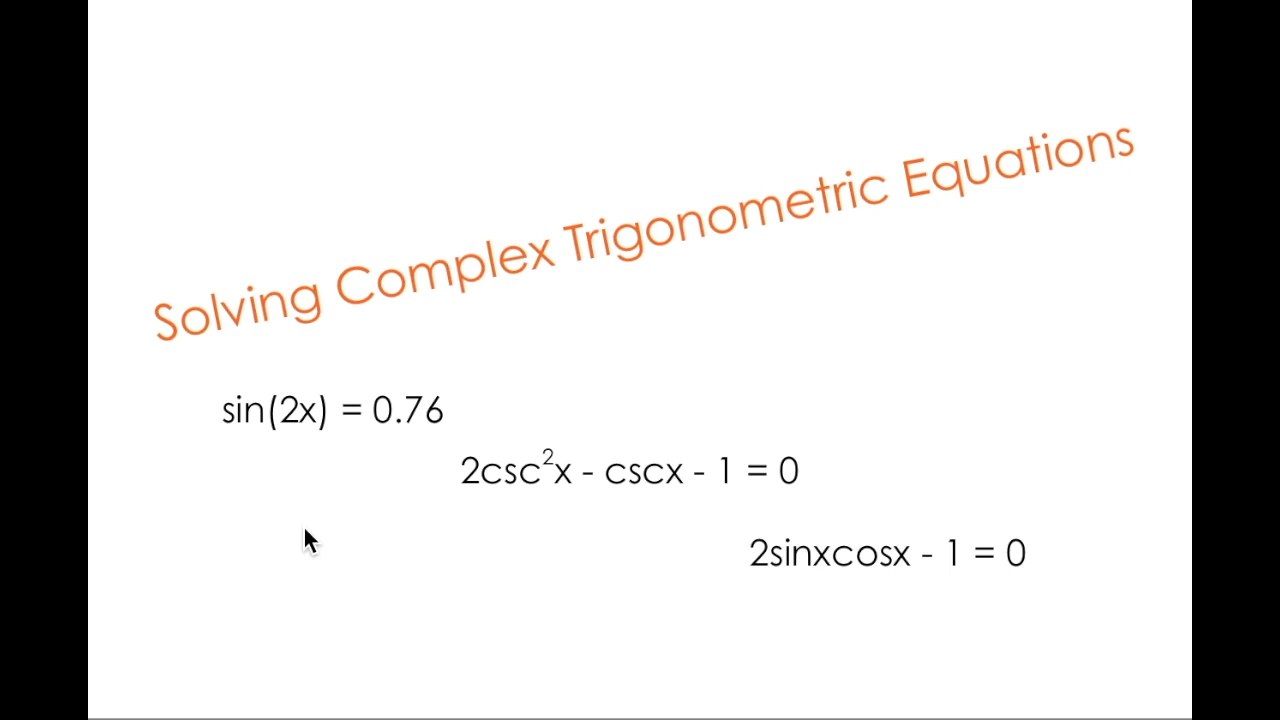 Solving Complex Trigonometric Equations
sin(2x) = 0.76
2csc²x - cscx - 1 = 0
2sinxcosx - 1 = 0